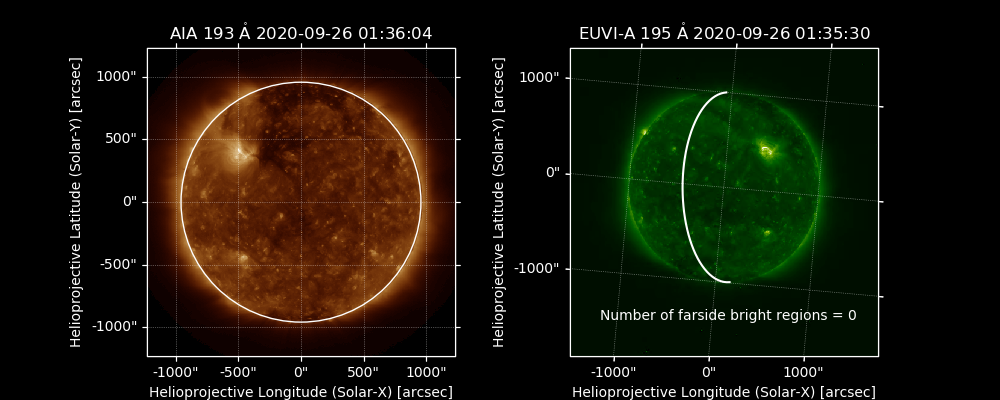 AIA 193 Å 2020-09-26 01:36:04
1000"
500"
0"
-500"
-1000"
Helioprojective Latitude (Solar-Y) [arcsec]
-1000" -500" 0" 500" 1000"
Helioprojective Longitude (Solar-X) [arcsec]
EUVI-A 195 Å 2020-09-26 01:35:30
1000"
0"
-1000"
Helioprojective Latitude (Solar-Y) [arcsec]
Number of farside bright regions = 0
-1000" 0" 1000"
Helioprojective Longitude (Solar-X) [arcsec]